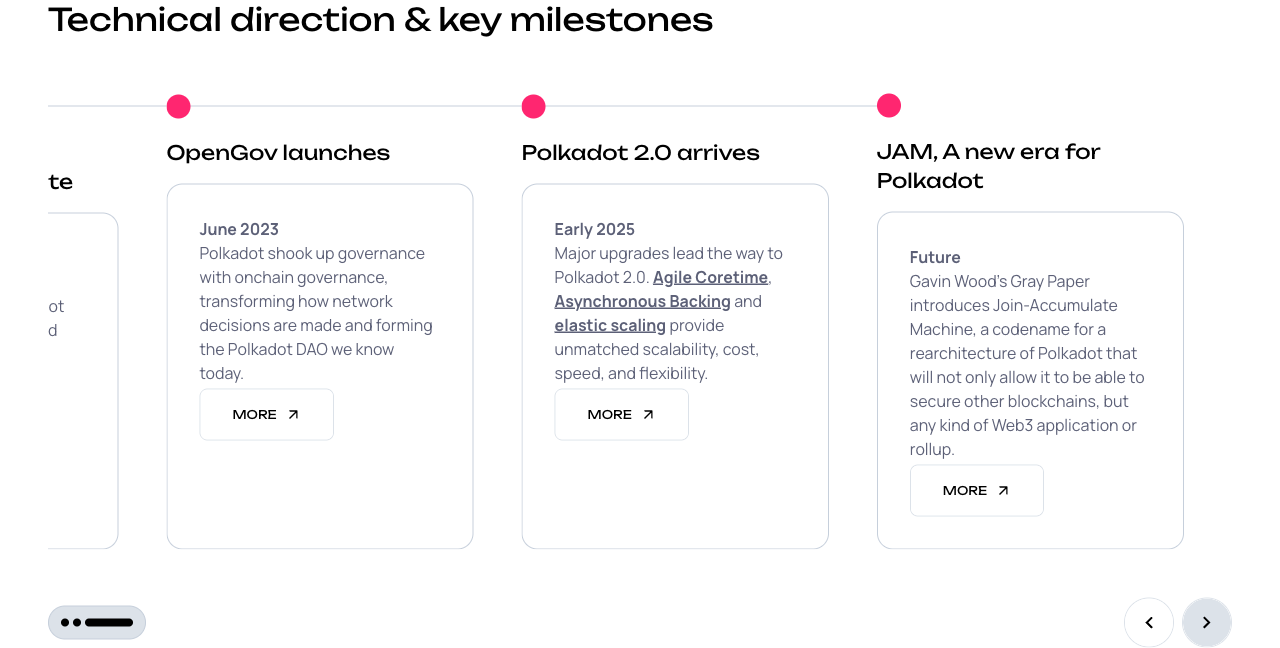 Technical direction & key milestones
te
ot
d
OpenGov launches
June 2023
Polkadot shook up governance
with onchain governance,
transforming how network
decisions are made and forming
the Polkadot DAO we know
today.
MORE
Polkadot 2.0 arrives
Early 2025
Major upgrades lead the way to
Polkadot 2.0. Agile Coretime,
Asynchronous Backing and
elastic scaling provide
unmatched scalability, cost,
speed, and flexibility.
MORE
JAM, A new era for
Polkadot
Future
Gavin Wood's Gray Paper
introduces Join-Accumulate
Machine, a codename for a
rearchitecture of Polkadot that
will not only allow it to be able to
secure other blockchains, but
any kind of Web3 application or
rollup.
MORE